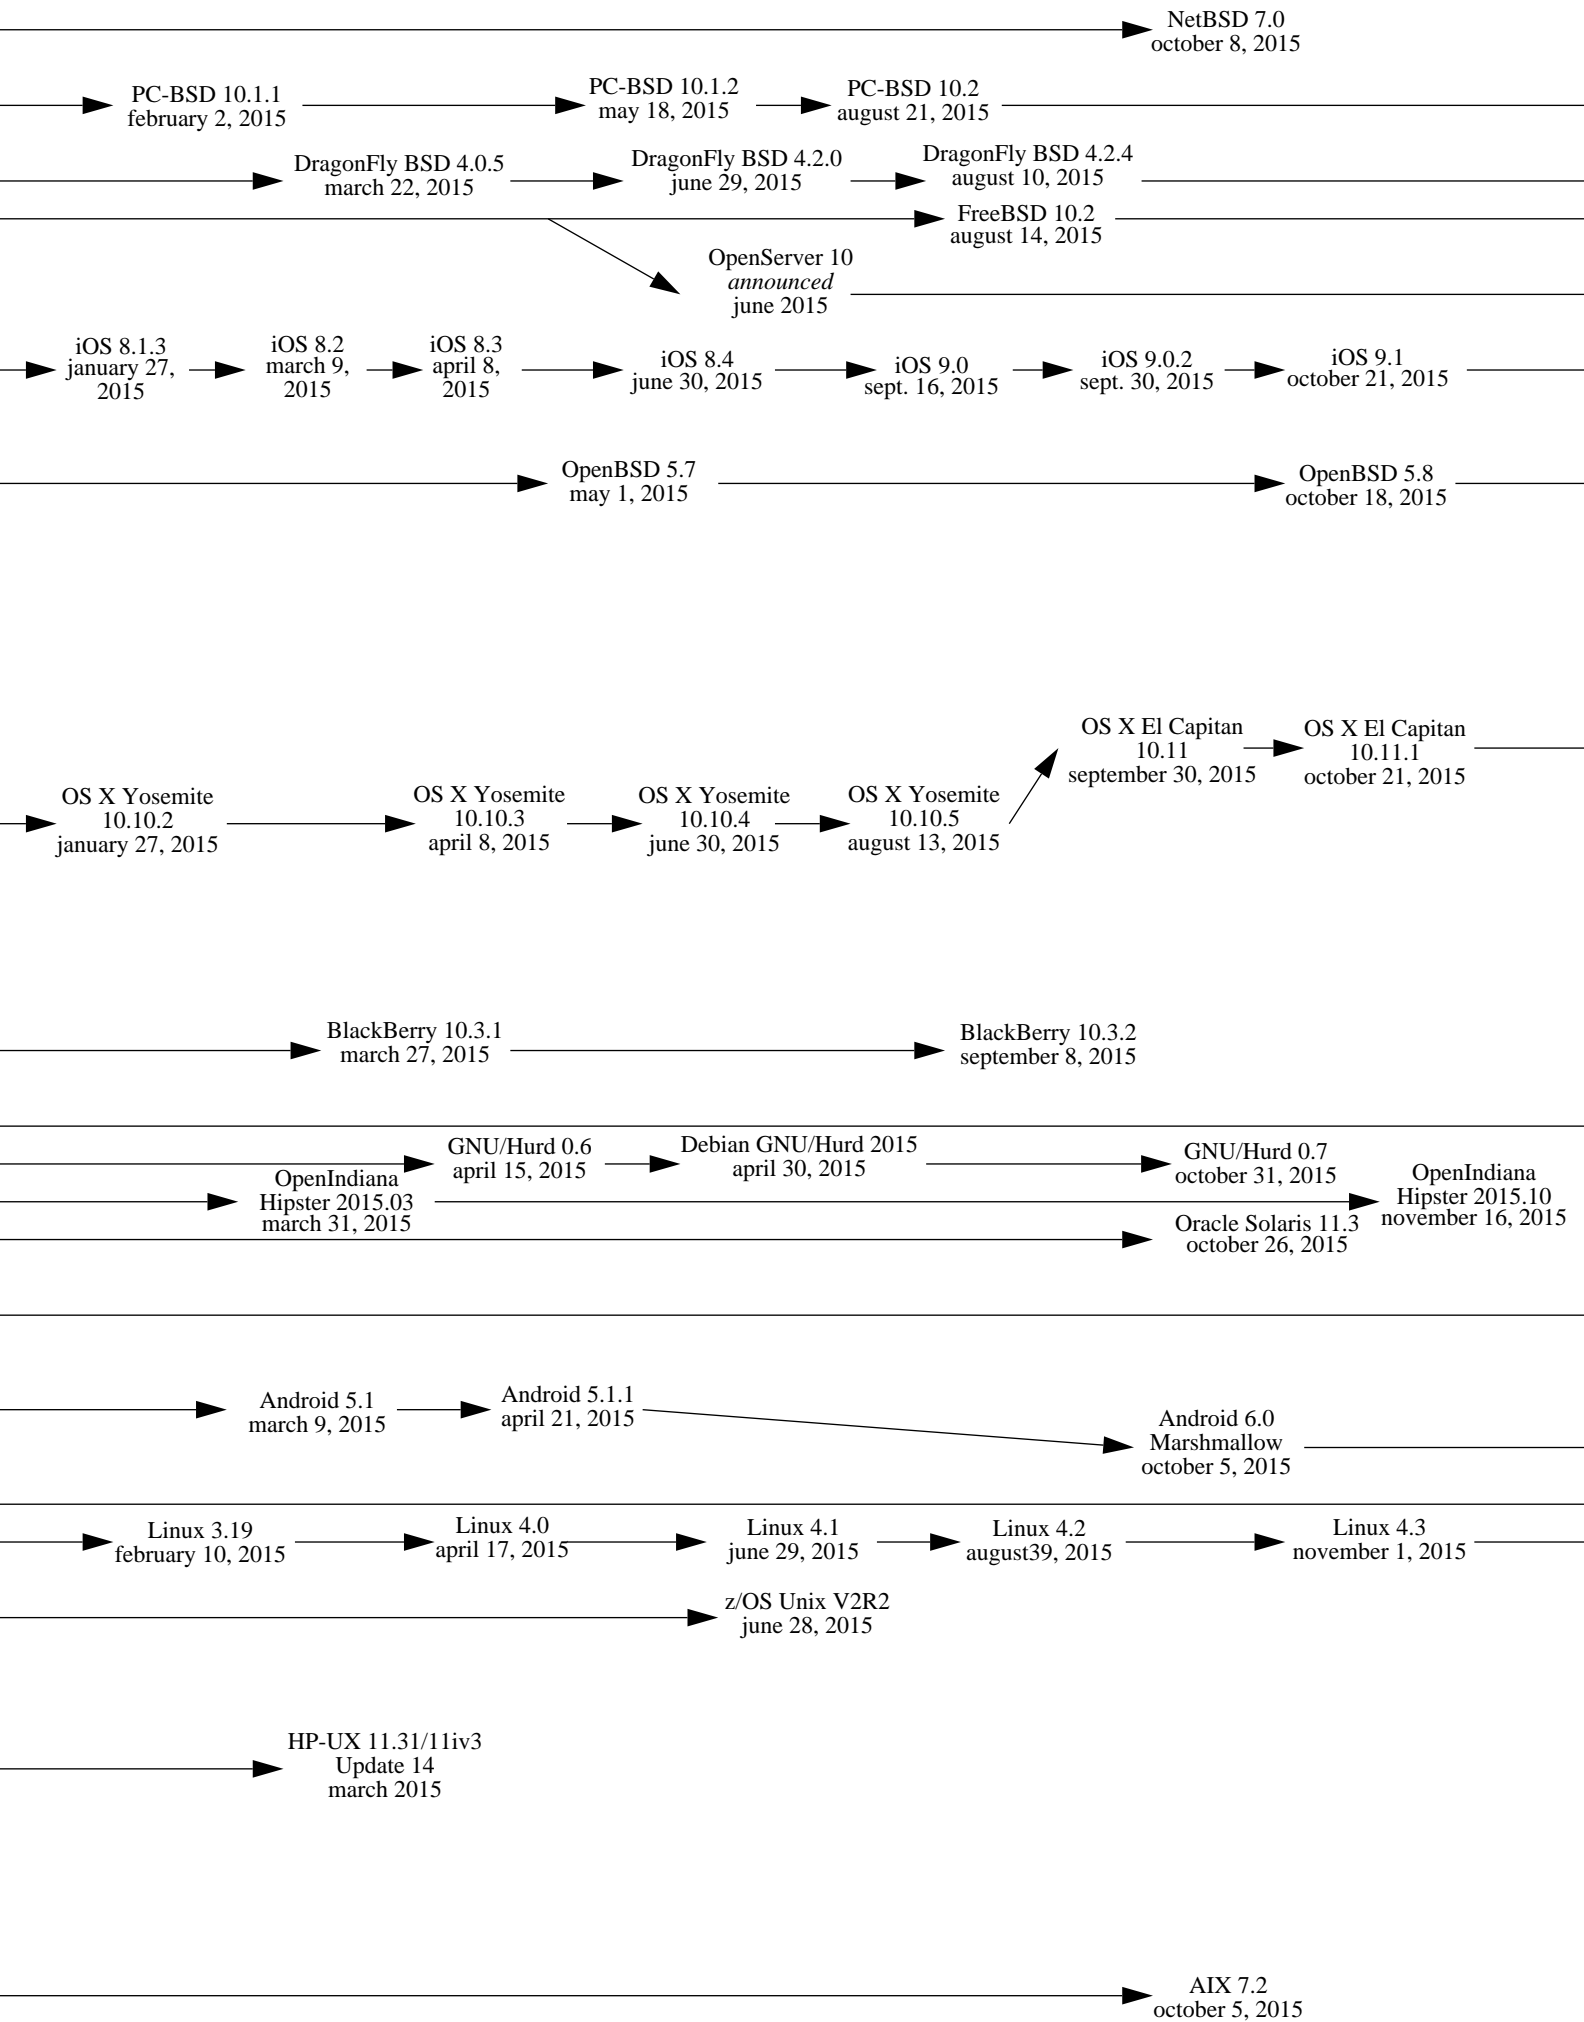 NetBSD 7.0
october 8, 2015
PC-BSD 10.1.1
february 2, 2015
PC-BSD 10.1.2
may 18, 2015
PC-BSD 10.2
august 21, 2015
DragonFly BSD 4.0.5
march 22, 2015
DragonFly BSD 4.2.0
june 29, 2015
DragonFly BSD 4.2.4
august 10, 2015
FreeBSD 10.2
august 14, 2015
OpenServer 10
announced
june 2015
iOS 8.1.3
january 27,
2015
iOS 8.2
march 9,
2015
iOS 8.3
april 8,
2015
iOS 8.4
june 30, 2015
iOS 9.0
sept. 16, 2015
iOS 9.0.2
sept. 30, 2015
iOS 9.1
october 21, 2015
OpenBSD 5.7
may 1, 2015
OpenBSD 5.8
october 18, 2015
OS X El Capitan
10.11
september 30, 2015
OS X El Capitan
10.11.1
october 21, 2015
OS X Yosemite
10.10.2
january 27, 2015
OS X Yosemite
10.10.3
april 8, 2015
OS X Yosemite
10.10.4
june 30, 2015
OS X Yosemite
10.10.5
august 13, 2015
BlackBerry 10.3.1
march 27, 2015
BlackBerry 10.3.2
september 8, 2015
GNU/Hurd 0.6
april 15, 2015
Debian GNU/Hurd 2015
april 30, 2015
GNU/Hurd 0.7
october 31, 2015
OpenIndiana
Hipster 2015.03
march 31, 2015
OpenIndiana
Hipster 2015.10
november 16, 2015
Oracle Solaris 11.3
october 26, 2015
Android 5.1
march 9, 2015
Android 5.1.1
april 21, 2015
Android 6.0
Marshmallow
october 5, 2015
Linux 3.19
february 10, 2015
Linux 4.0
april 17, 2015
Linux 4.1
june 29, 2015
Linux 4.2
august39, 2015
Linux 4.3
november 1, 2015
z/OS Unix V2R2
june 28, 2015
HP-UX 11.31/11iv3
Update 14
march 2015
AIX 7.2
october 5, 2015